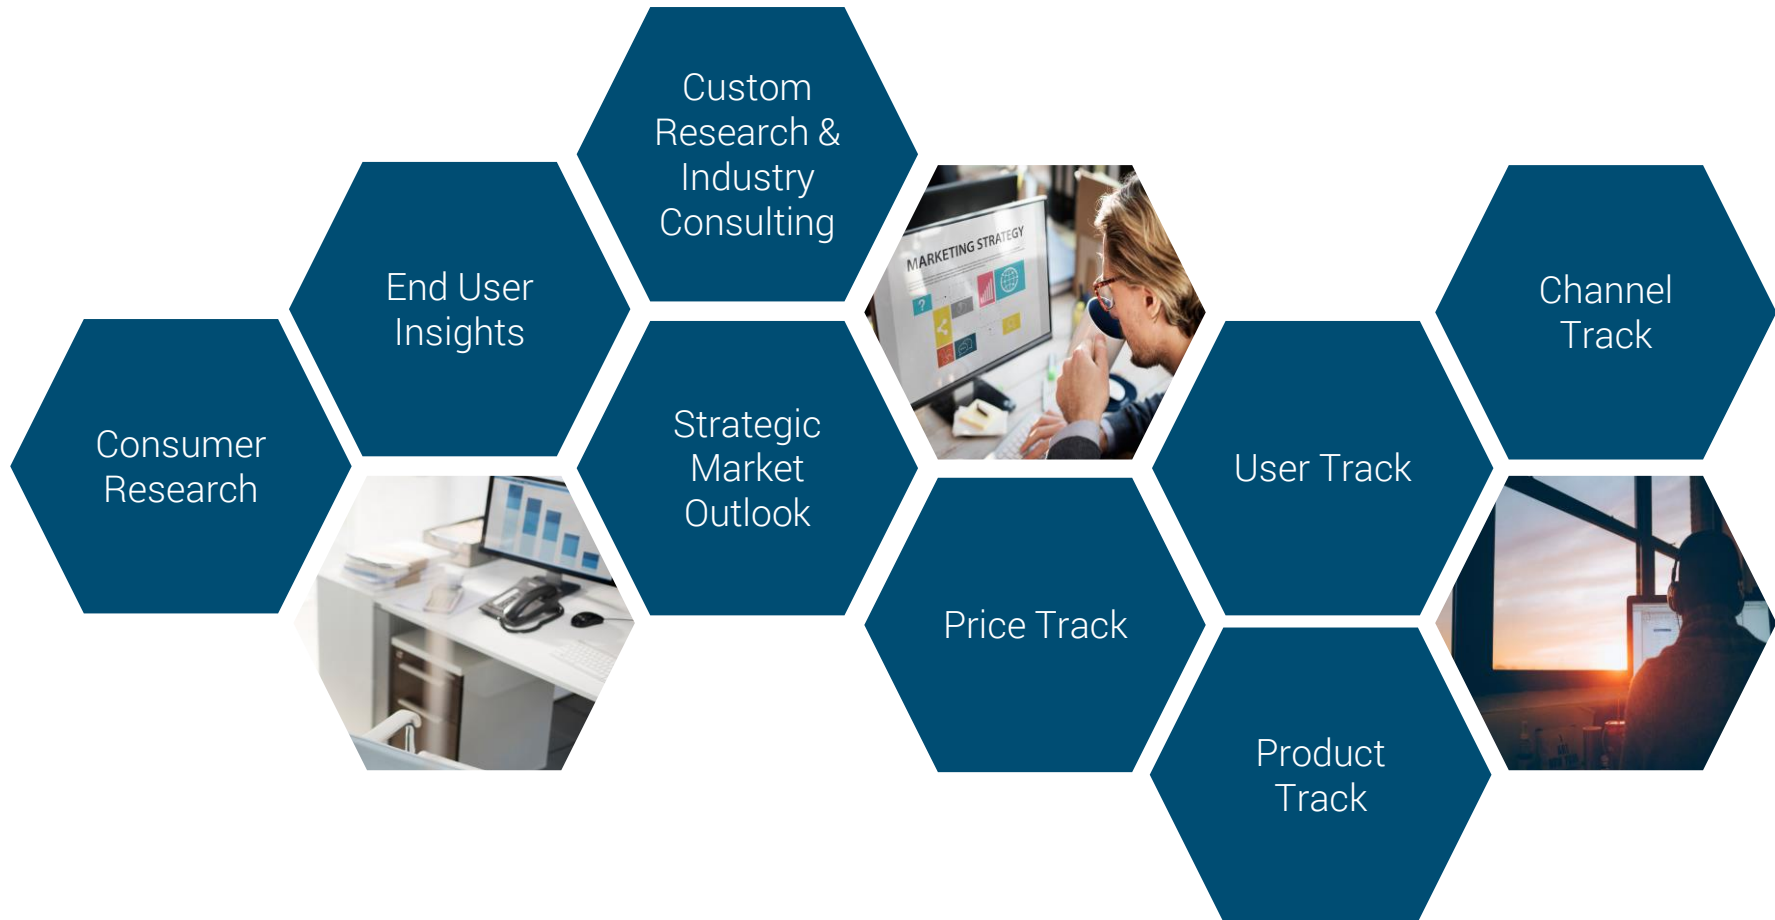 Custom
Research &
Industry
Consulting
End User
Insights
Consumer
Research
Strategic
Market
Outlook
MARKETING STRATEGY
?
Price Track
User Track
Product
Track
Channel
Track